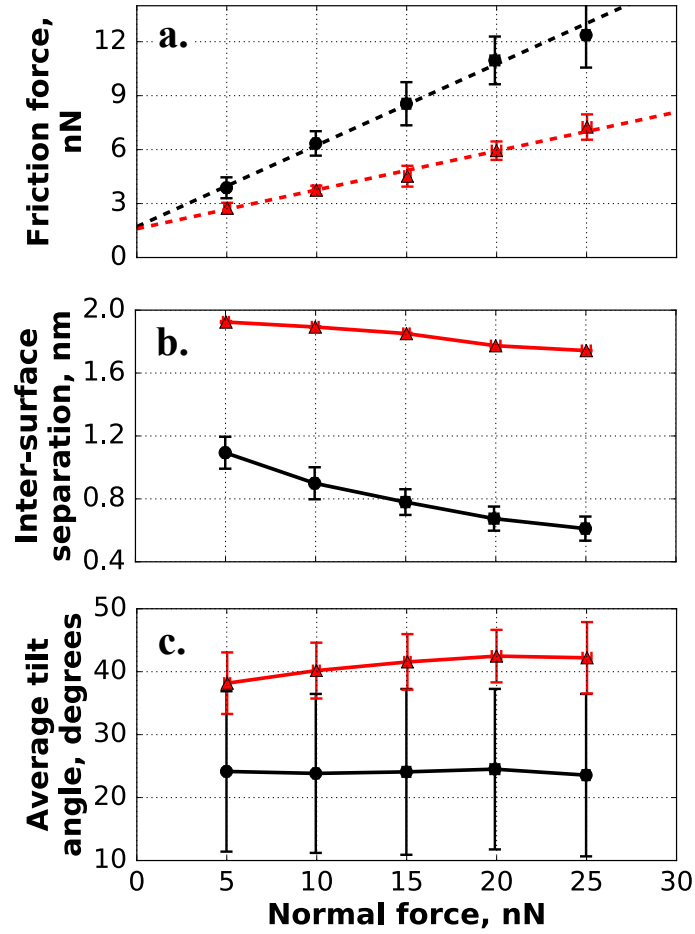 a.
12
9
6
3
0
Friction force,
nN
b.
2.0
1.6
1.2
0.8
0.4
Inter-surface
separation, nm
c.
50
40
30
20
10
Average tilt
angle, degrees
0 5 10 15 20 25 30
Normal force, nN